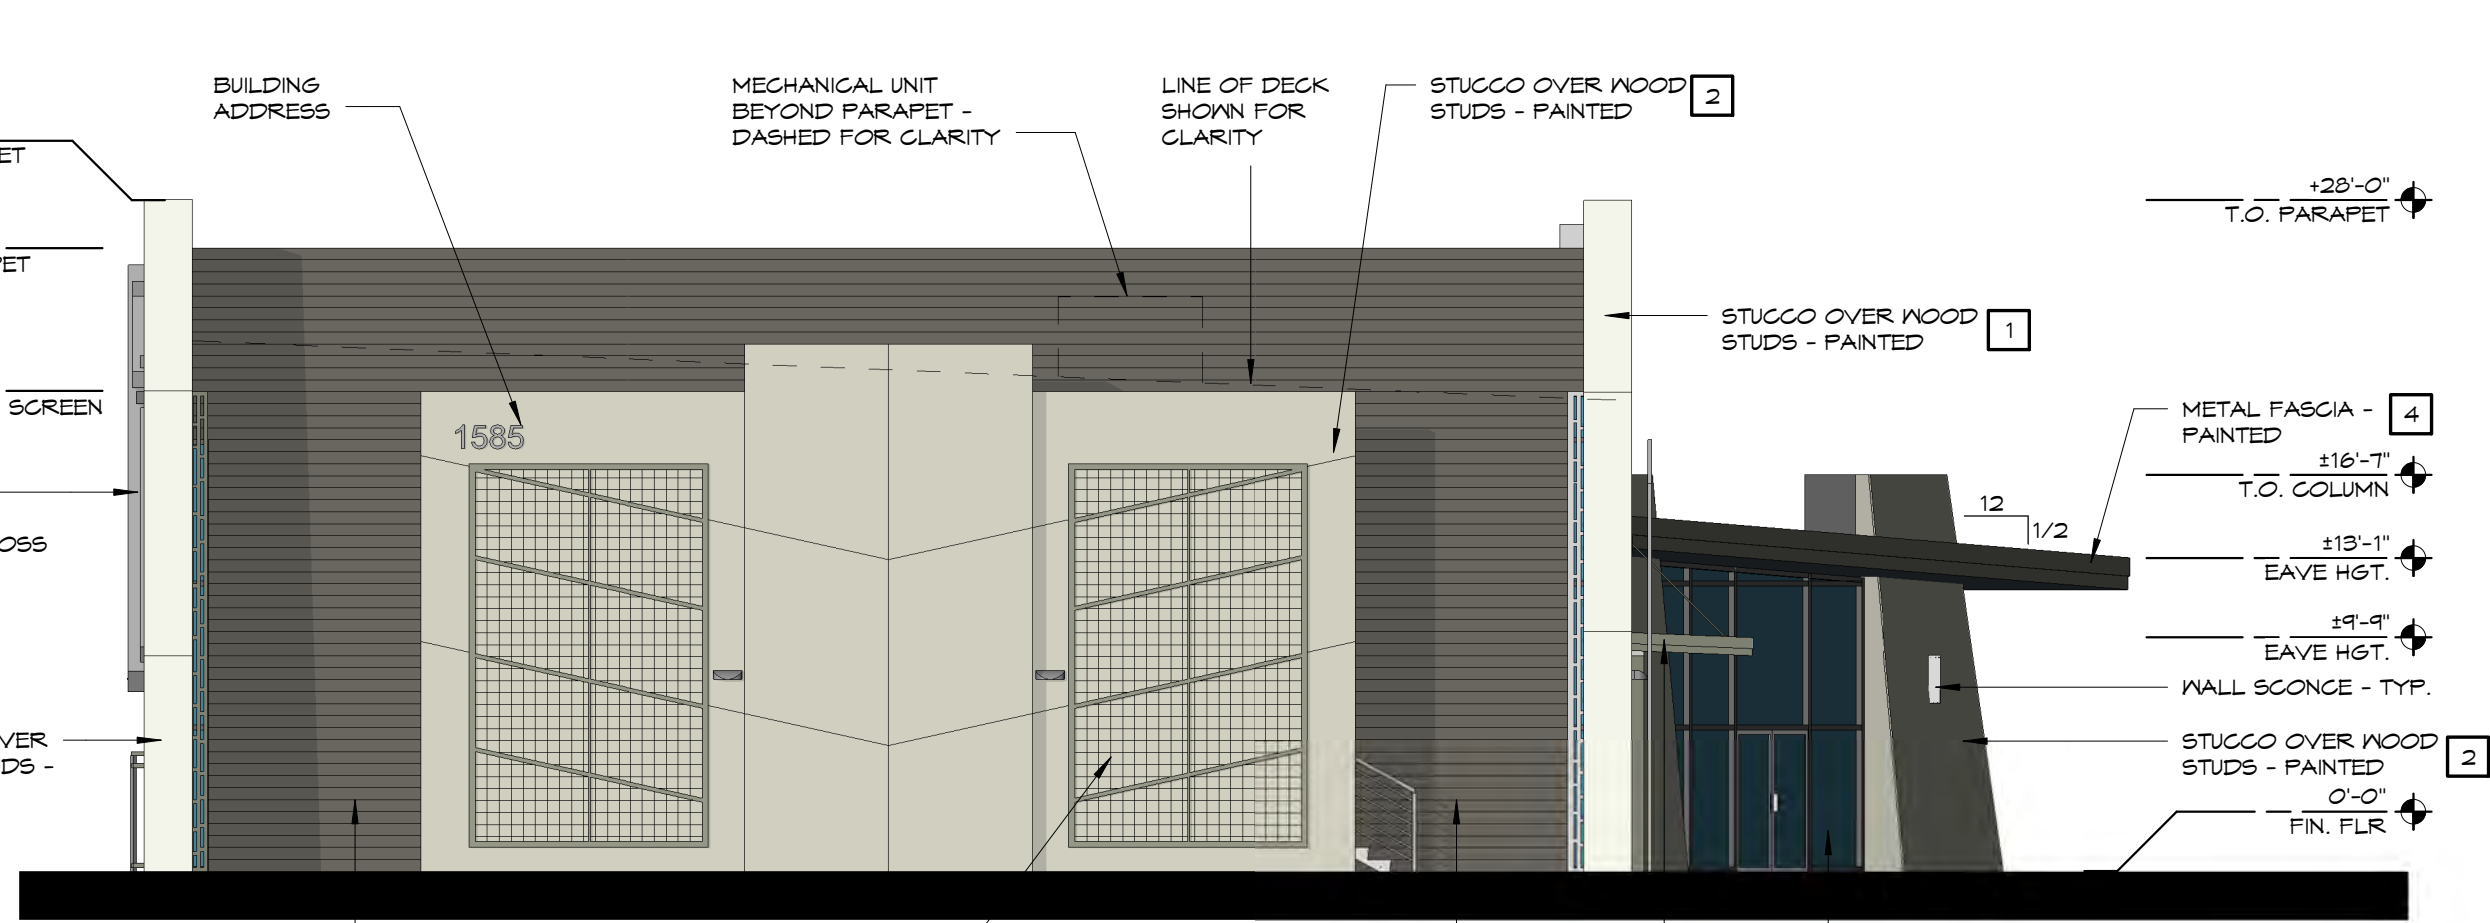 BUILDING
ADDRESS
MECHANICAL UNIT
BEYOND PARAPET -
DASHED FOR CLARITY
LINE OF DECK
SHOWN FOR
CLARITY
STUCCO OVER WOOD
STUDS - PAINTED
2
ET
+28'-0"
T.O. PARAPET
PET
STUCCO OVER WOOD
STUDS - PAINTED
1
SCREEN
METAL FASCIA -
PAINTED
4
1585
±16'-7"
T.O. COLUMN
12
1/2
OSS
±13'-1"
EAVE HGT.
±9'-9"
EAVE HGT.
WALL SCONCE - TYP.
VER
DS -
STUCCO OVER WOOD
STUDS - PAINTED
2
0'-0"
FIN. FLR